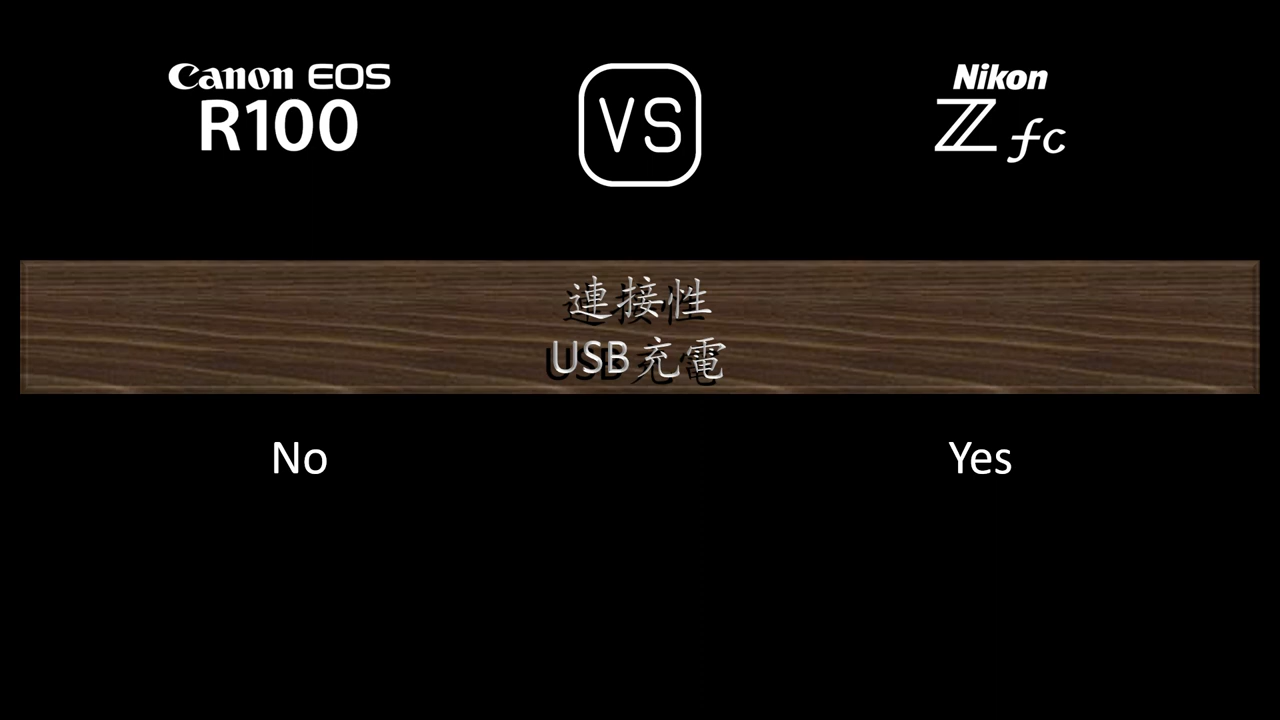 Canon EOS
R100
VS
Nikon
Z fc
連接性
USB充電
No
Yes